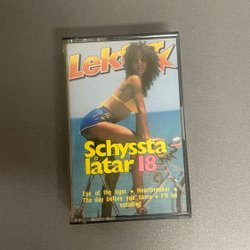 Lektyr
Schyssta
låtar 18
Eye of the tiger • Heartbreaker •
The day before you came • I'll be
satisfied